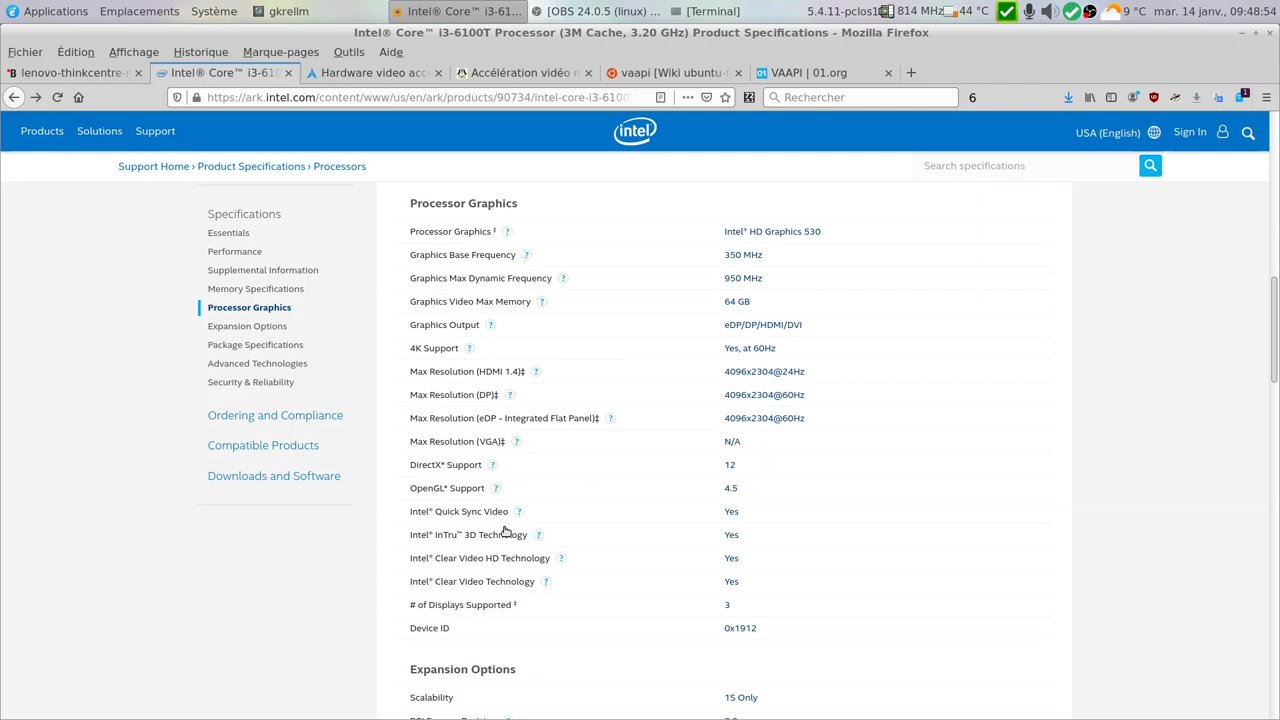 Applications Emplacements Système gkrellm Intel® Core™ i3-61... [OBS 24.0.5 (linux) ... [Terminal] 5.4.11-pclos1 814 MHz 44 °C 9 °C mar. 14 janv., 09:48:54
Intel® Core™ i3-6100T Processor (3M Cache, 3.20 GHz) Product Specifications - Mozilla Firefox
Fichier Édition Affichage Historique Marque-pages Outils Aide
lenovo-thinkcentre- Intel® Core™ i3-610 Hardware video acc Accélération vidéo m vaapi [Wiki ubuntu-f VAAPI | 01.org
https://ark.intel.com/content/www/us/en/ark/products/90734/intel-core-i3-6100 Rechercher 6 1
Products Solutions Support intel USA (English) Sign In
Support Home › Product Specifications › Processors Search specifications
Specifications
Essentials
Performance
Supplemental Information
Memory Specifications
Processor Graphics
Expansion Options
Package Specifications
Advanced Technologies
Security & Reliability
Ordering and Compliance
Compatible Products
Downloads and Software
Processor Graphics
Processor Graphics ‡ ? Intel® HD Graphics 530
Graphics Base Frequency ? 350 MHz
Graphics Max Dynamic Frequency ? 950 MHz
Graphics Video Max Memory ? 64 GB
Graphics Output ? eDP/DP/HDMI/DVI
4K Support ? Yes, at 60Hz
Max Resolution (HDMI 1.4)‡ ? 4096x2304@24Hz
Max Resolution (DP)‡ ? 4096x2304@60Hz
Max Resolution (eDP - Integrated Flat Panel)‡ ? 4096x2304@60Hz
Max Resolution (VGA)‡ ? N/A
DirectX* Support ? 12
OpenGL* Support ? 4.5
Intel® Quick Sync Video ? Yes
Intel® InTru™ 3D Technology ? Yes
Intel® Clear Video HD Technology ? Yes
Intel® Clear Video Technology ? Yes
# of Displays Supported ‡ 3
Device ID 0x1912
Expansion Options
Scalability 1S Only